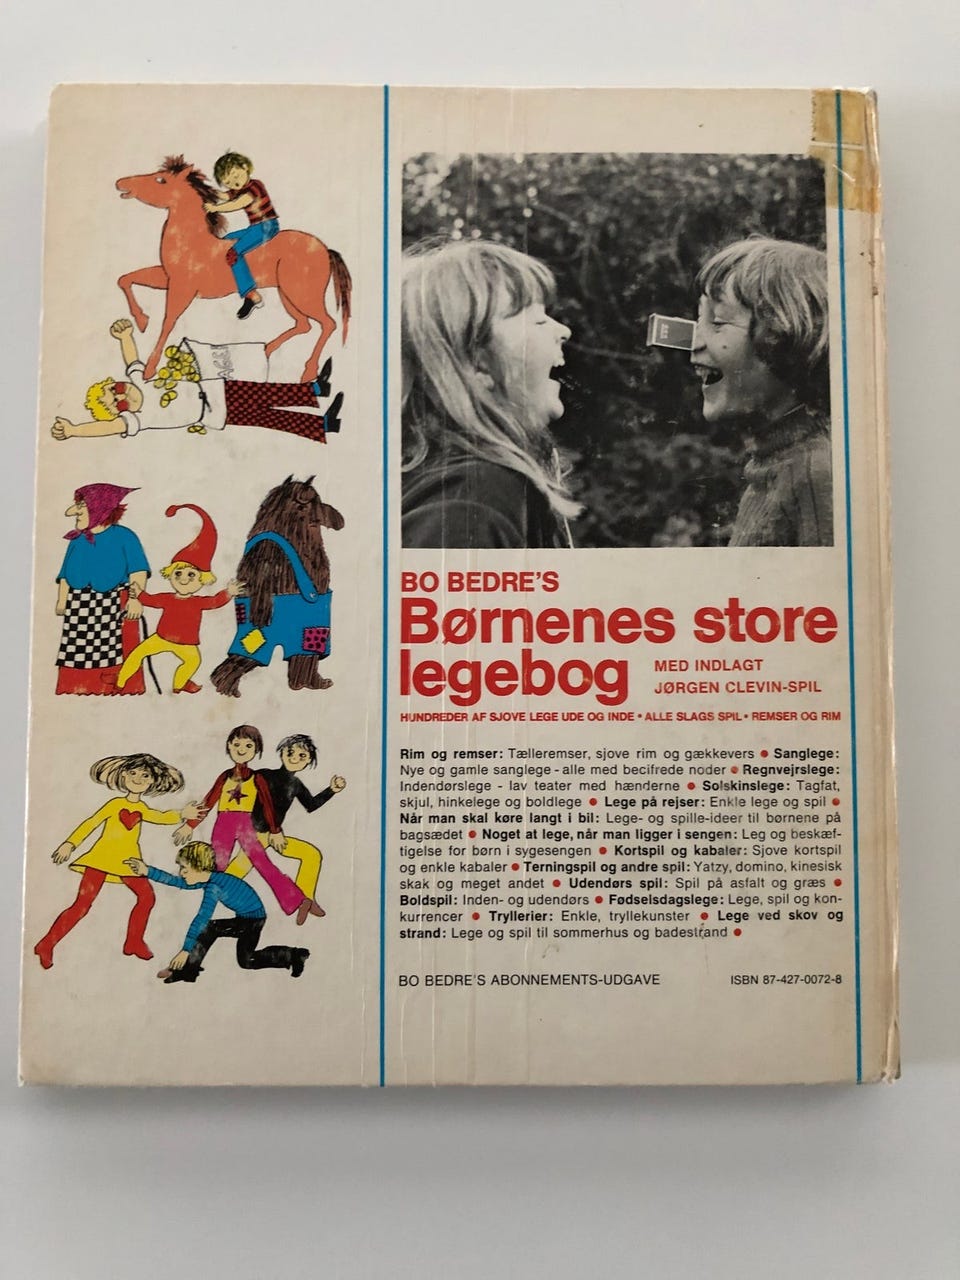 BO BEDRE'S
Børnenes store
legebog
MED INDLAGT
JØRGEN CLEVIN-SPIL
HUNDREDER AF SJOVE LEGE UDE OG INDE • ALLE SLAGS SPIL • REMSER OG RIM
Rim og remser: Tælleremser, sjove rim og gækkevers ● Sanglege:
Nye og gamle sanglege - alle med becifrede noder ● Regnvejrslege:
Indendørslege - lav teater med hænderne ● Solskinslege: Tagfat,
skjul, hinkelege og boldlege ● Lege på rejser: Enkle lege og spil ●
Når man skal køre langt i bil: Lege- og spille-ideer til børnene på
bagsædet ● Noget at lege, når man ligger i sengen: Leg og beskæf-
tigelse for børn i sygesengen ● Kortspil og kabaler: Sjove kortspil
og enkle kabaler ● Terningspil og andre spil: Yatzy, domino, kinesisk
skak og meget andet ● Udendørs spil: Spil på asfalt og græs ●
Boldspil: Inden- og udendørs ● Fødselsdagslege: Lege, spil og kon-
kurrencer ● Tryllerier: Enkle, tryllekunster ● Lege ved skov og
strand: Lege og spil til sommerhus og badestrand ●
BO BEDRE'S ABONNEMENTS-UDGAVE
ISBN 87-427-0072-8